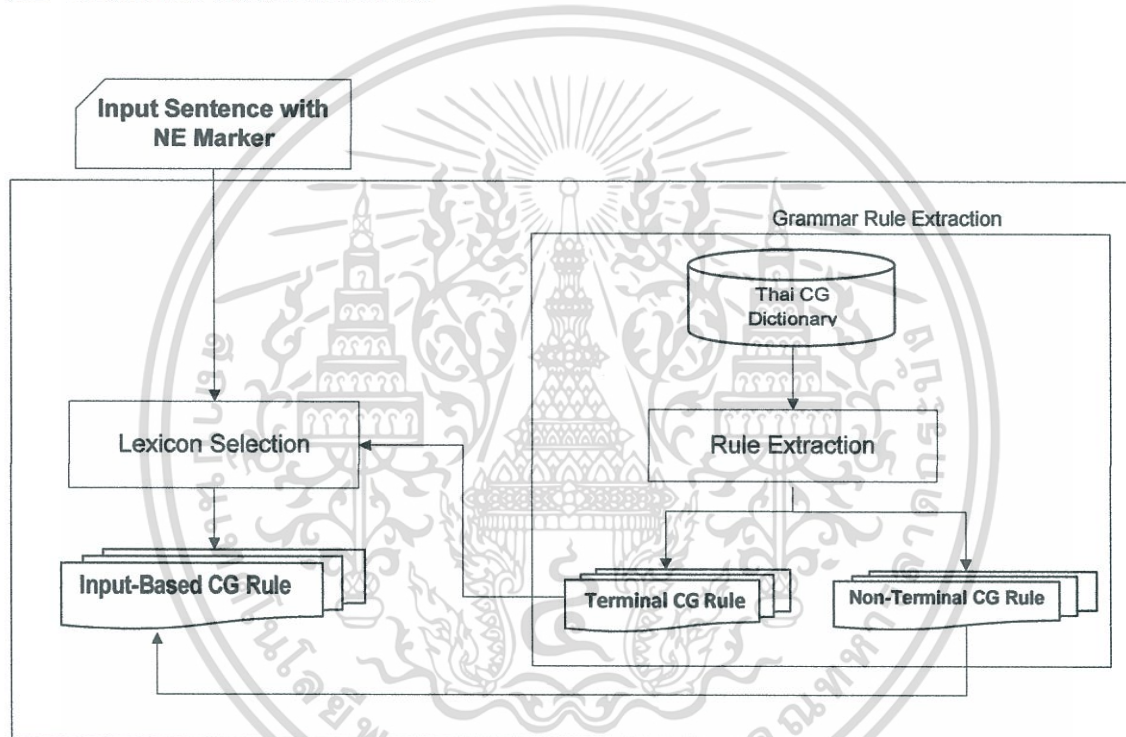 Input Sentence with
NE Marker
Grammar Rule Extraction
Thai CG
Dictionary
Lexicon Selection
Rule Extraction
Input-Based CG Rule
Terminal CG Rule
Non-Terminal CG Rule